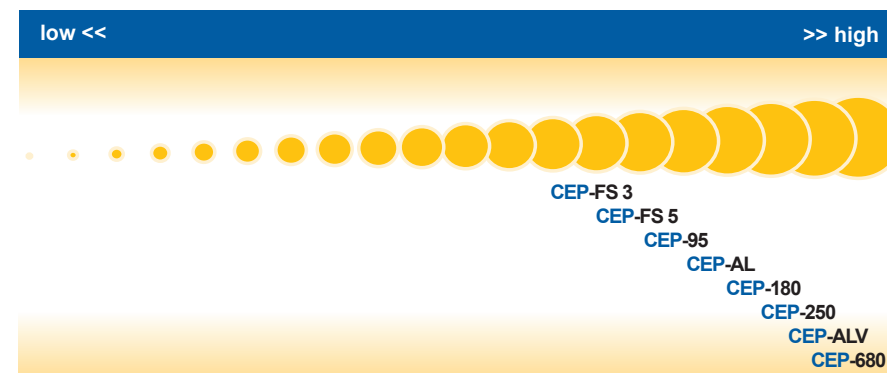 low << >> high
CEP-FS 3
CEP-FS 5
CEP-95
CEP-AL
CEP-180
CEP-250
CEP-ALV
CEP-680